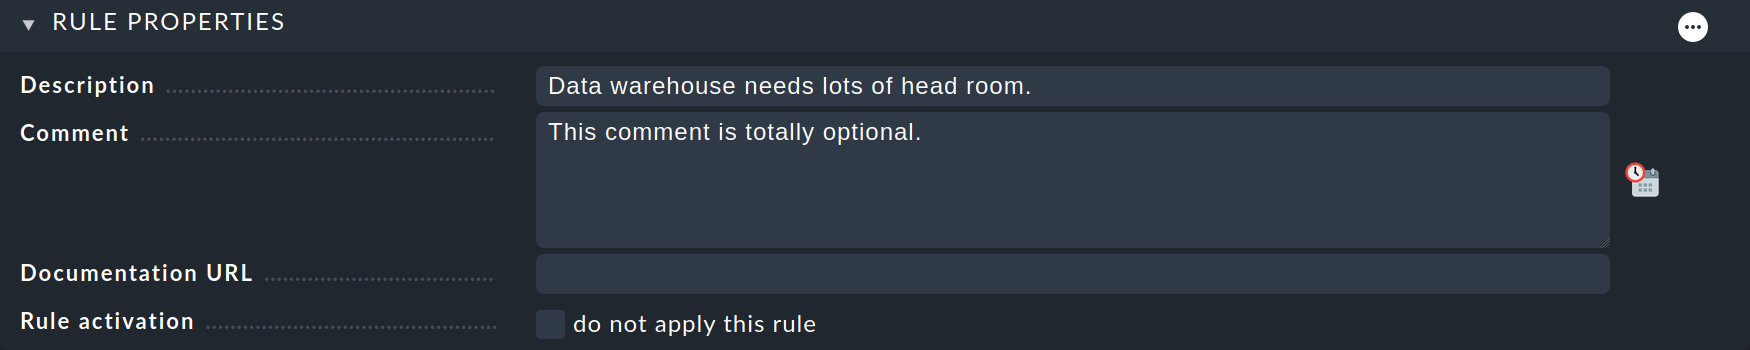 RULE PROPERTIES
Description Data warehouse needs lots of head room.
Comment This comment is totally optional.
Documentation URL
Rule activation do not apply this rule